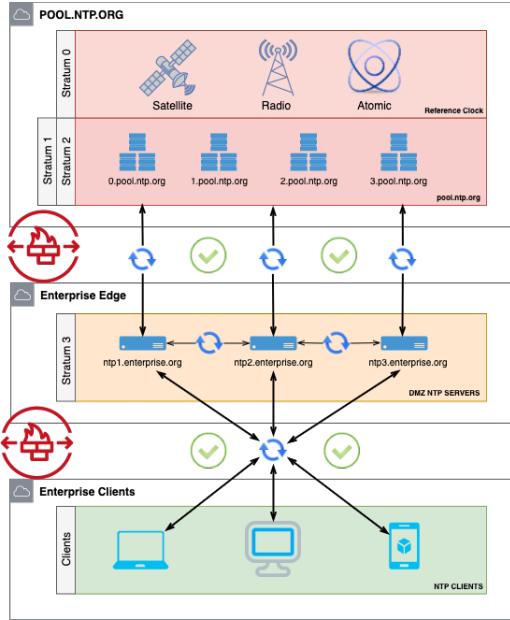 POOL.NTP.ORG
Stratum 0
Satellite
Radio
Atomic
Reference Clock
Stratum 1
Stratum 2
0.pool.ntp.org
1.pool.ntp.org
2.pool.ntp.org
3.pool.ntp.org
pool.ntp.org
Enterprise Edge
Stratum 3
ntp1.enterprise.org
ntp2.enterprise.org
ntp3.enterprise.org
DMZ NTP SERVERS
Enterprise Clients
Clients
NTP CLIENTS